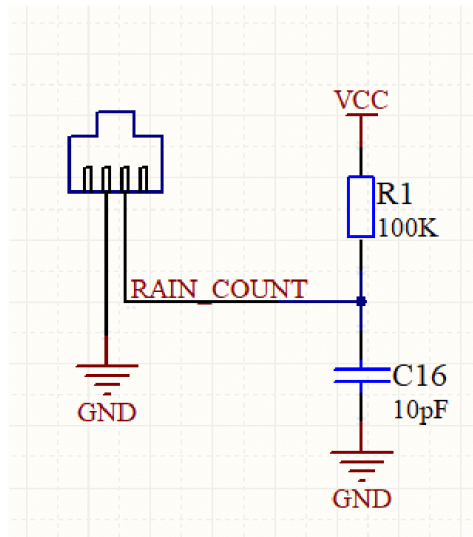 VCC
R1
100K
RAIN_COUNT
C16
10pF
GND
GND